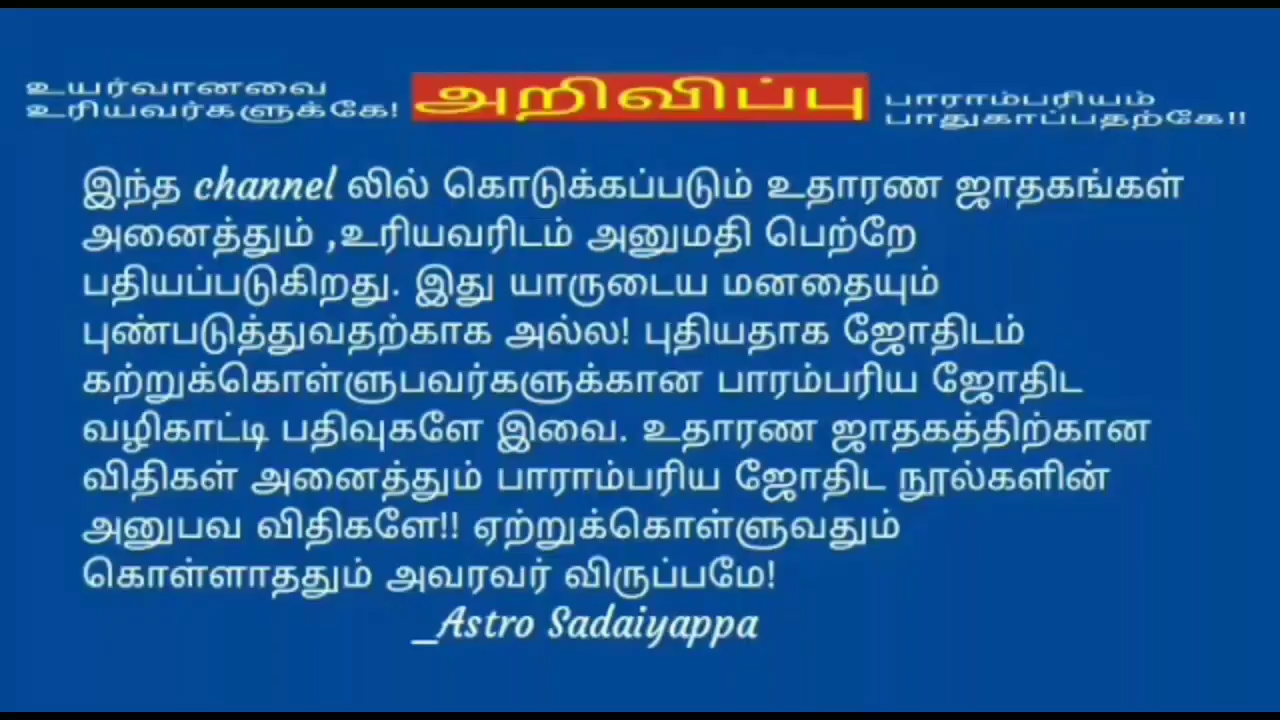 உயர்வானவை
உரியவர்களுக்கே!
அறிவிப்பு
பாராம்பரியம்
பாதுகாப்பதற்கே!!
இந்த channel லில் கொடுக்கப்படும் உதாரண ஜாதகங்கள்
அனைத்தும் ,உரியவரிடம் அனுமதி பெற்றே
பதியப்படுகிறது. இது யாருடைய மனதையும்
புண்படுத்துவதற்காக அல்ல! புதியதாக ஜோதிடம்
கற்றுக்கொள்ளுபவர்களுக்கான பாரம்பரிய ஜோதிட
வழிகாட்டி பதிவுகளே இவை. உதாரண ஜாதகத்திற்கான
விதிகள் அனைத்தும் பாராம்பரிய ஜோதிட நூல்களின்
அனுபவ விதிகளே!! ஏற்றுக்கொள்ளுவதும்
கொள்ளாததும் அவரவர் விருப்பமே!
_Astro Sadaiyappa